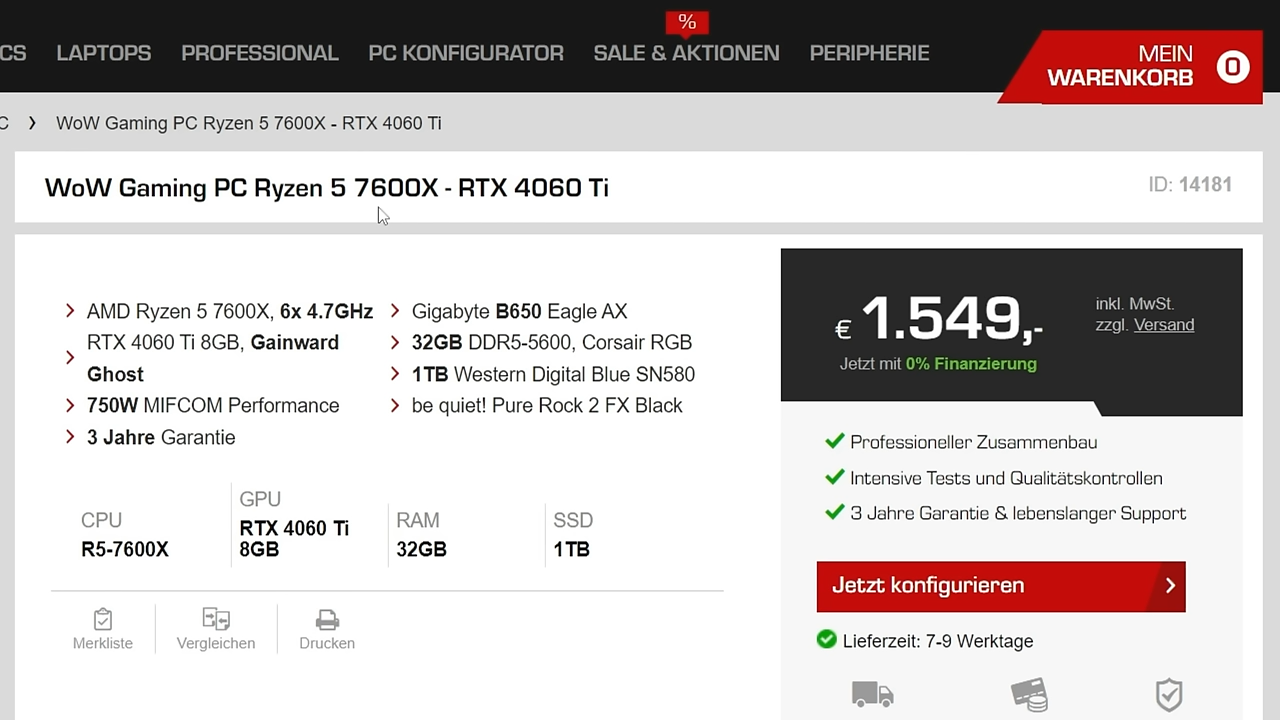 %
CS LAPTOPS PROFESSIONAL PC KONFIGURATOR SALE & AKTIONEN PERIPHERIE
MEIN
WARENKORB 0
C › WoW Gaming PC Ryzen 5 7600X - RTX 4060 Ti
WoW Gaming PC Ryzen 5 7600X - RTX 4060 Ti
ID: 14181
AMD Ryzen 5 7600X, 6x 4.7GHz
RTX 4060 Ti 8GB, Gainward
Ghost
750W MIFCOM Performance
3 Jahre Garantie
Gigabyte B650 Eagle AX
32GB DDR5-5600, Corsair RGB
1TB Western Digital Blue SN580
be quiet! Pure Rock 2 FX Black
CPU
R5-7600X
GPU
RTX 4060 Ti
8GB
RAM
32GB
SSD
1TB
Merkliste
Vergleichen
Drucken
€ 1.549,-
inkl. MwSt.
zzgl. Versand
Jetzt mit 0% Finanzierung
Professioneller Zusammenbau
Intensive Tests und Qualitätskontrollen
3 Jahre Garantie & lebenslanger Support
Jetzt konfigurieren
Lieferzeit: 7-9 Werktage